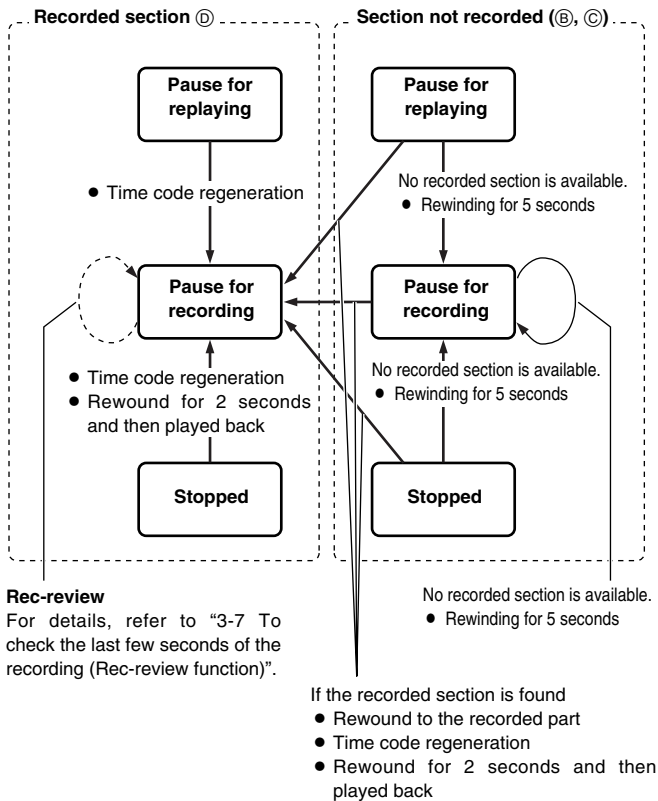 Recorded section Ⓓ
Pause for
replaying
● Time code regeneration
Pause for
recording
● Time code regeneration
● Rewound for 2 seconds
and then played back
Stopped
Rec-review
For details, refer to “3-7 To
check the last few seconds of the
recording (Rec-review function)”.
Section not recorded (Ⓑ, Ⓒ)
Pause for
replaying
No recorded section is available.
● Rewinding for 5 seconds
Pause for
recording
No recorded section is available.
● Rewinding for 5 seconds
Stopped
No recorded section is available.
● Rewinding for 5 seconds
If the recorded section is found
● Rewound to the recorded part
● Time code regeneration
● Rewound for 2 seconds and then
played back